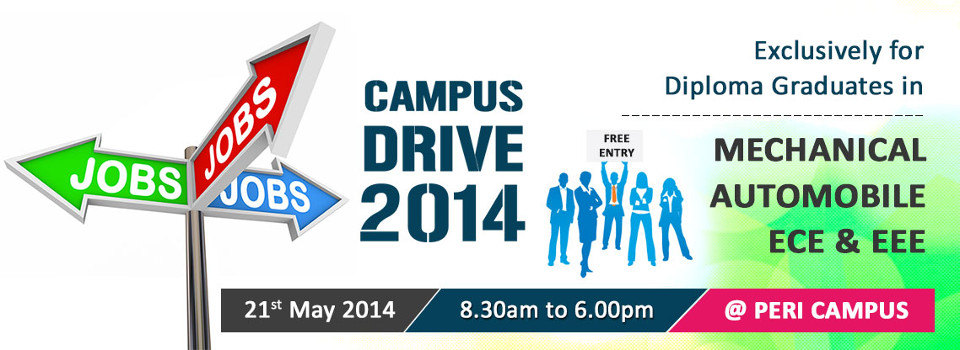 JOBS
JOBS
JOBS
CAMPUS
DRIVE
2014
FREE
ENTRY
Exclusively for
Diploma Graduates in
MECHANICAL
AUTOMOBILE
ECE & EEE
21st May 2014
8.30am to 6.00pm
@ PERI CAMPUS